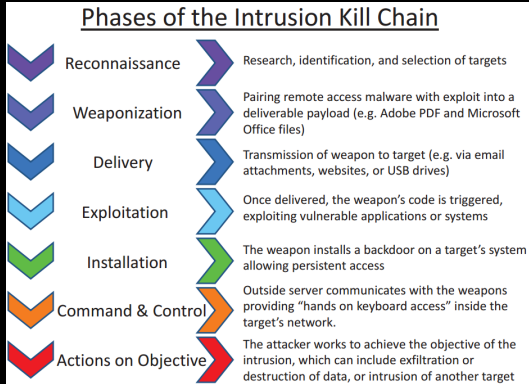 Phases of the Intrusion Kill Chain
Reconnaissance
Research, identification, and selection of targets
Weaponization
Pairing remote access malware with exploit into a
deliverable payload (e.g. Adobe PDF and Microsoft
Office files)
Delivery
Transmission of weapon to target (e.g. via email
attachments, websites, or USB drives)
Exploitation
Once delivered, the weapon's code is triggered,
exploiting vulnerable applications or systems
Installation
The weapon installs a backdoor on a target's system
allowing persistent access
Command & Control
Outside server communicates with the weapons
providing "hands on keyboard access" inside the
target's network.
Actions on Objective
The attacker works to achieve the objective of the
intrusion, which can include exfiltration or
destruction of data, or intrusion of another target